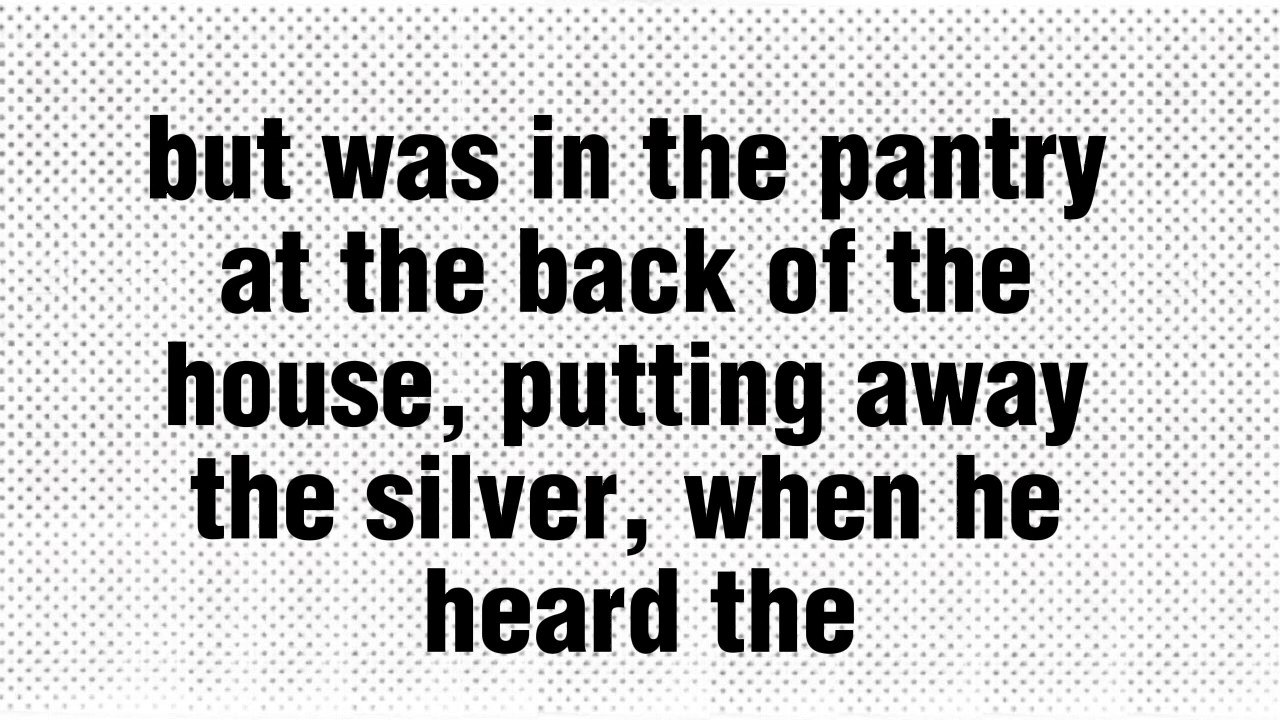 but was in the pantry
at the back of the
house, putting away
the silver, when he
heard the